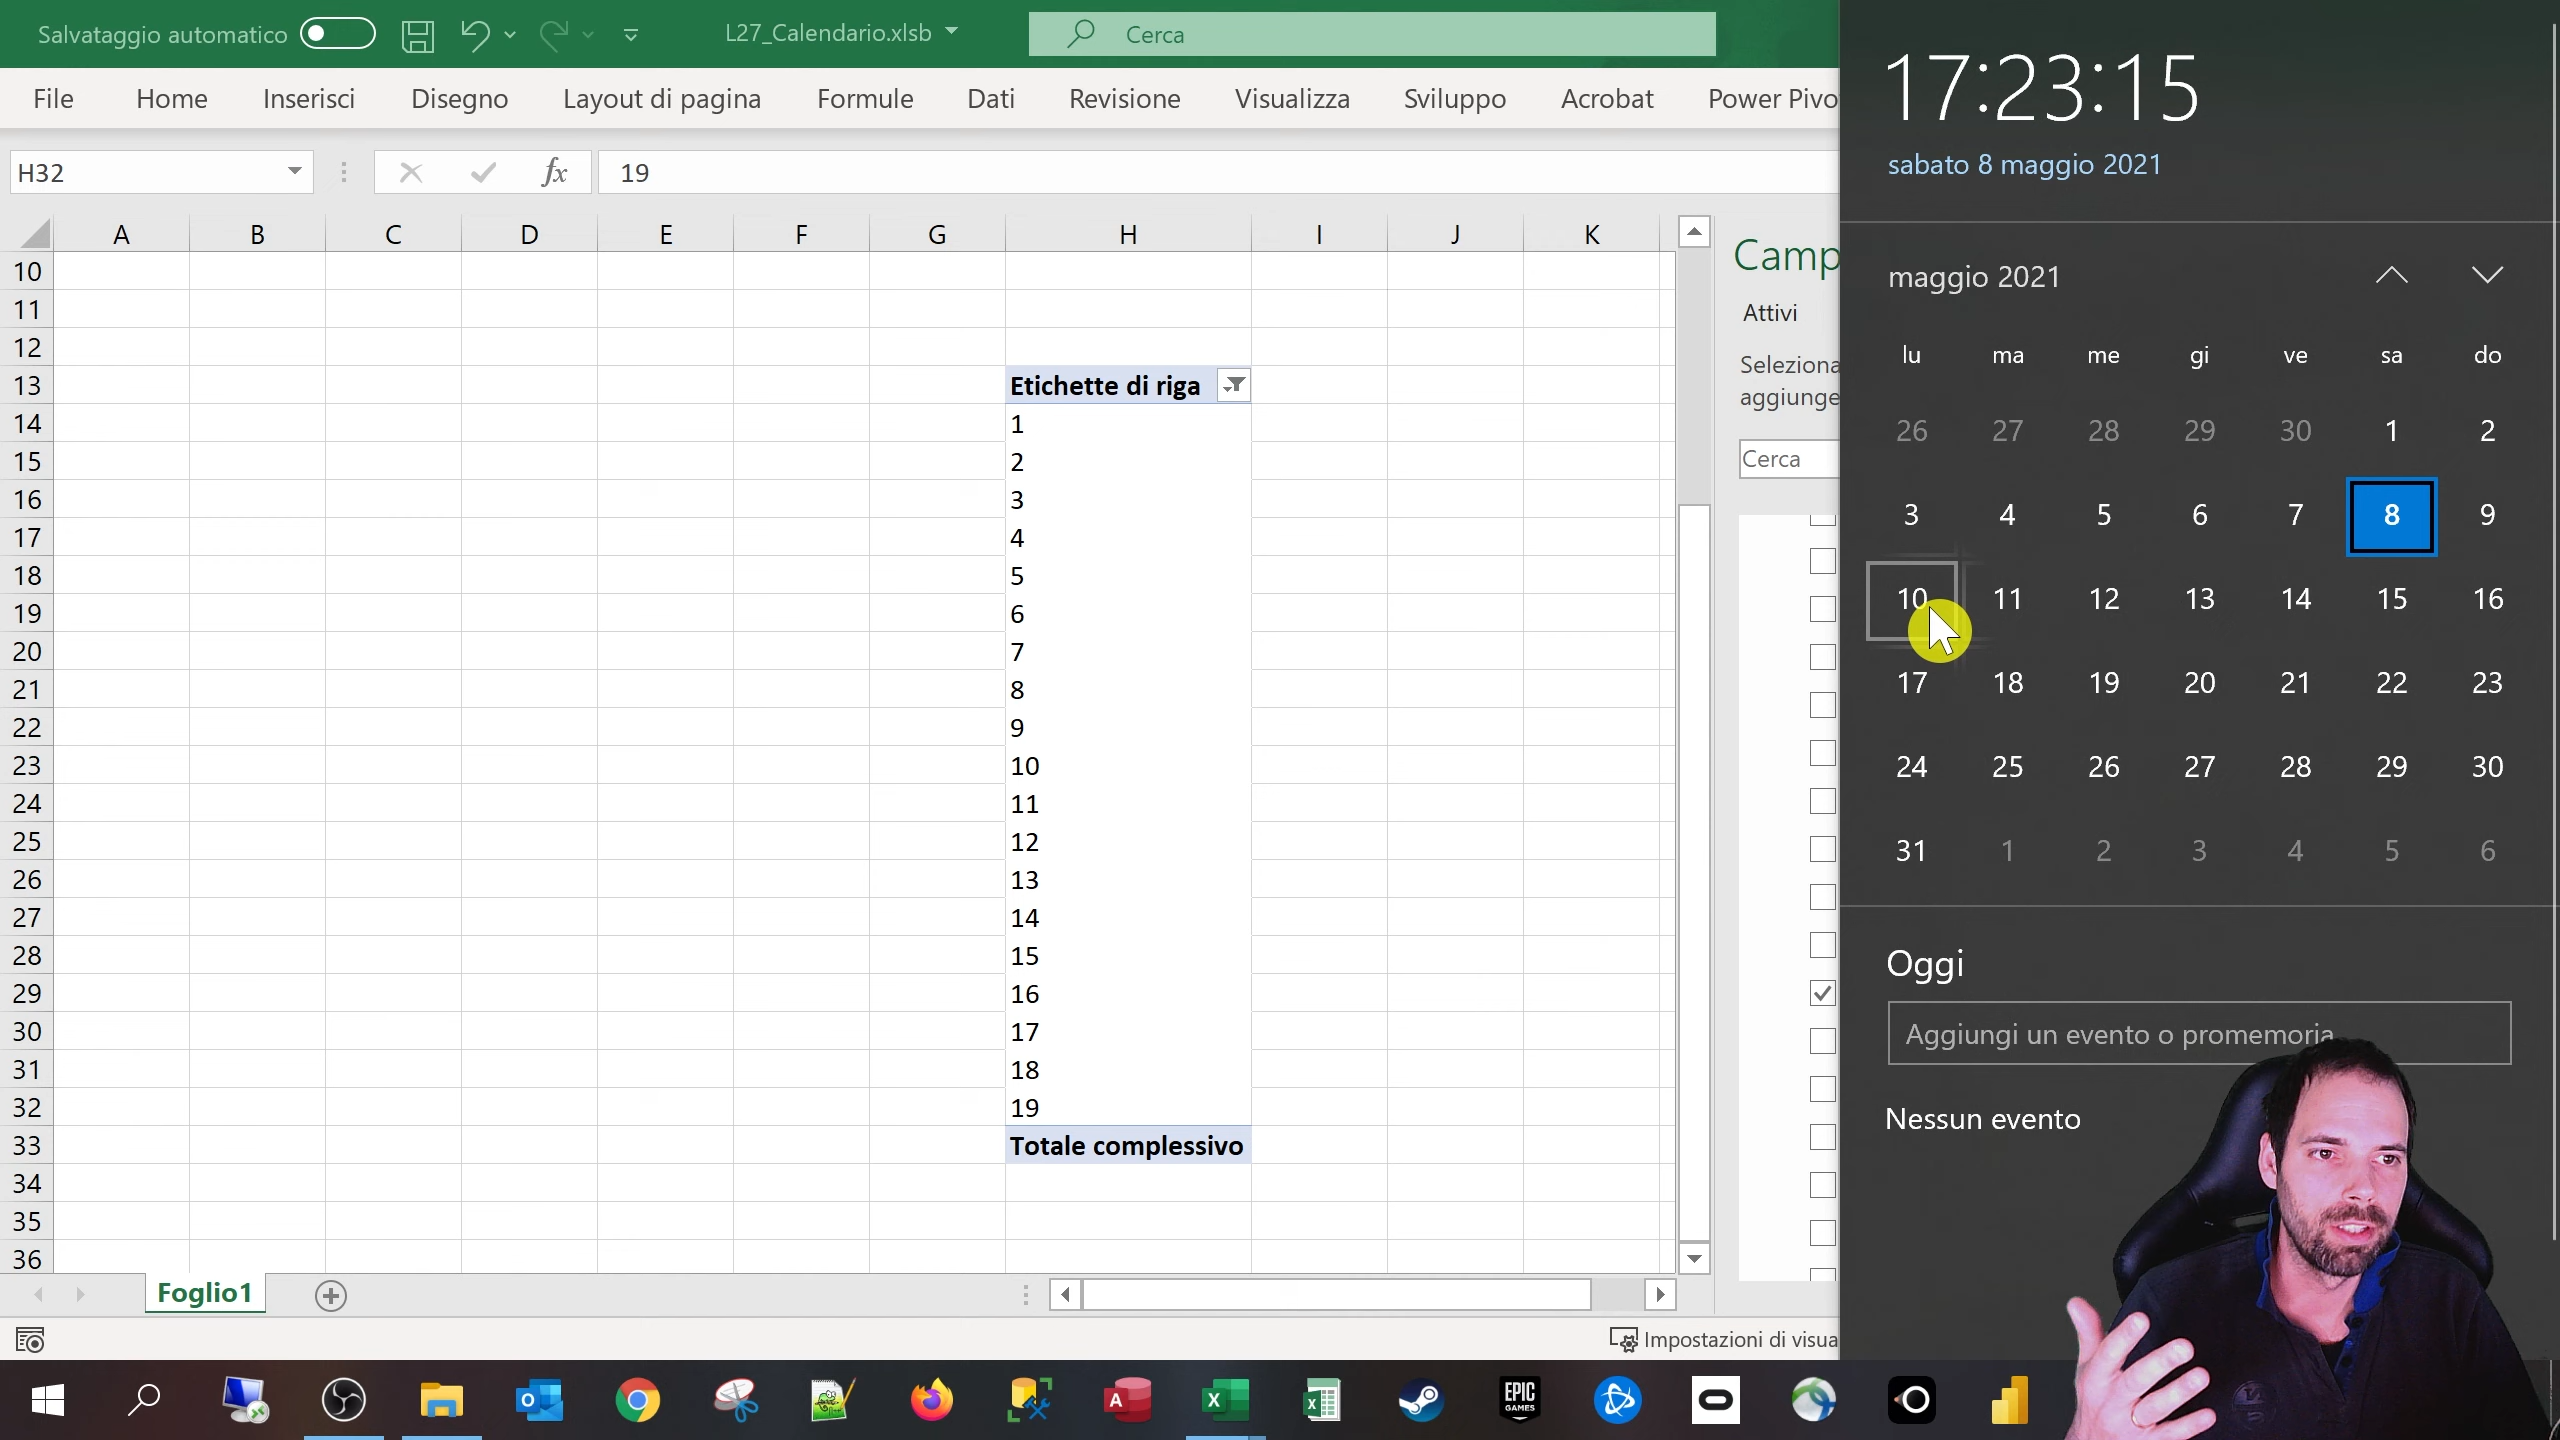 Salvataggio automatico
L27_Calendario.xlsb
Cerca
File Home Inserisci Disegno Layout di pagina Formule Dati Revisione Visualizza Sviluppo Acrobat Power Pivo
H32
fx
19
A B C D E F G H I J K
10
11
12
13 Etichette di riga
14 1
15 2
16 3
17 4
18 5
19 6
20 7
21 8
22 9
23 10
24 11
25 12
26 13
27 14
28 15
29 16
30 17
31 18
32 19
33 Totale complessivo
34
35
36
Foglio1
Impostazioni di visua
Camp
Attivi
Seleziona
aggiunge
Cerca
17:23:15
sabato 8 maggio 2021
maggio 2021
lu ma me gi ve sa do
26 27 28 29 30 1 2
3 4 5 6 7 8 9
10 11 12 13 14 15 16
17 18 19 20 21 22 23
24 25 26 27 28 29 30
31 1 2 3 4 5 6
Oggi
Aggiungi un evento o promemoria
Nessun evento
EPIC
GAMES